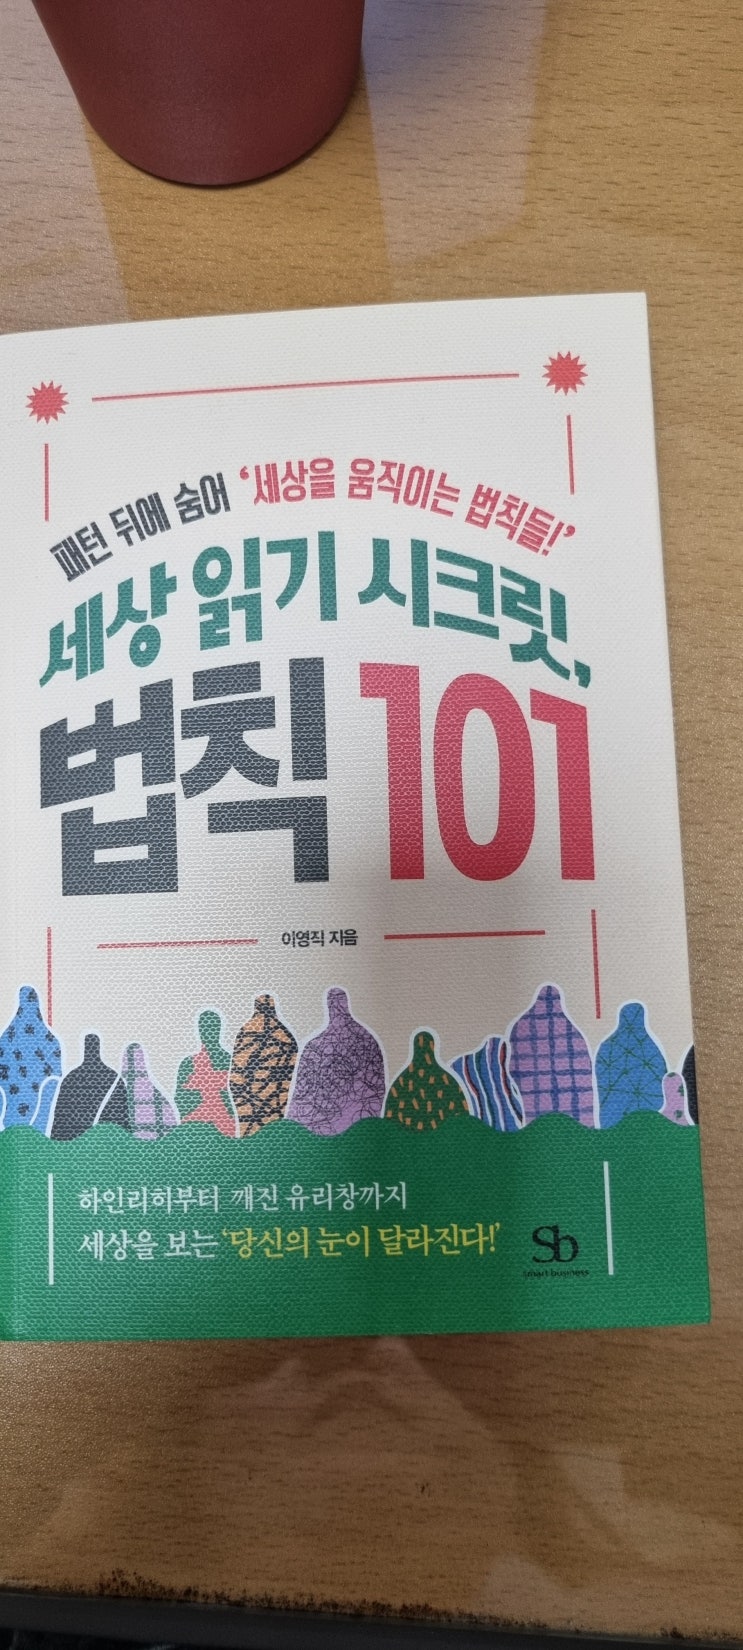 패턴 뒤에 숨어 ‘세상을 움직이는 법칙들!’
세상 읽기 시크릿,
법칙 101
이영직 지음
하인리히부터 깨진 유리창까지
세상을 보는 ‘당신의 눈이 달라진다!’
Sb
smart business